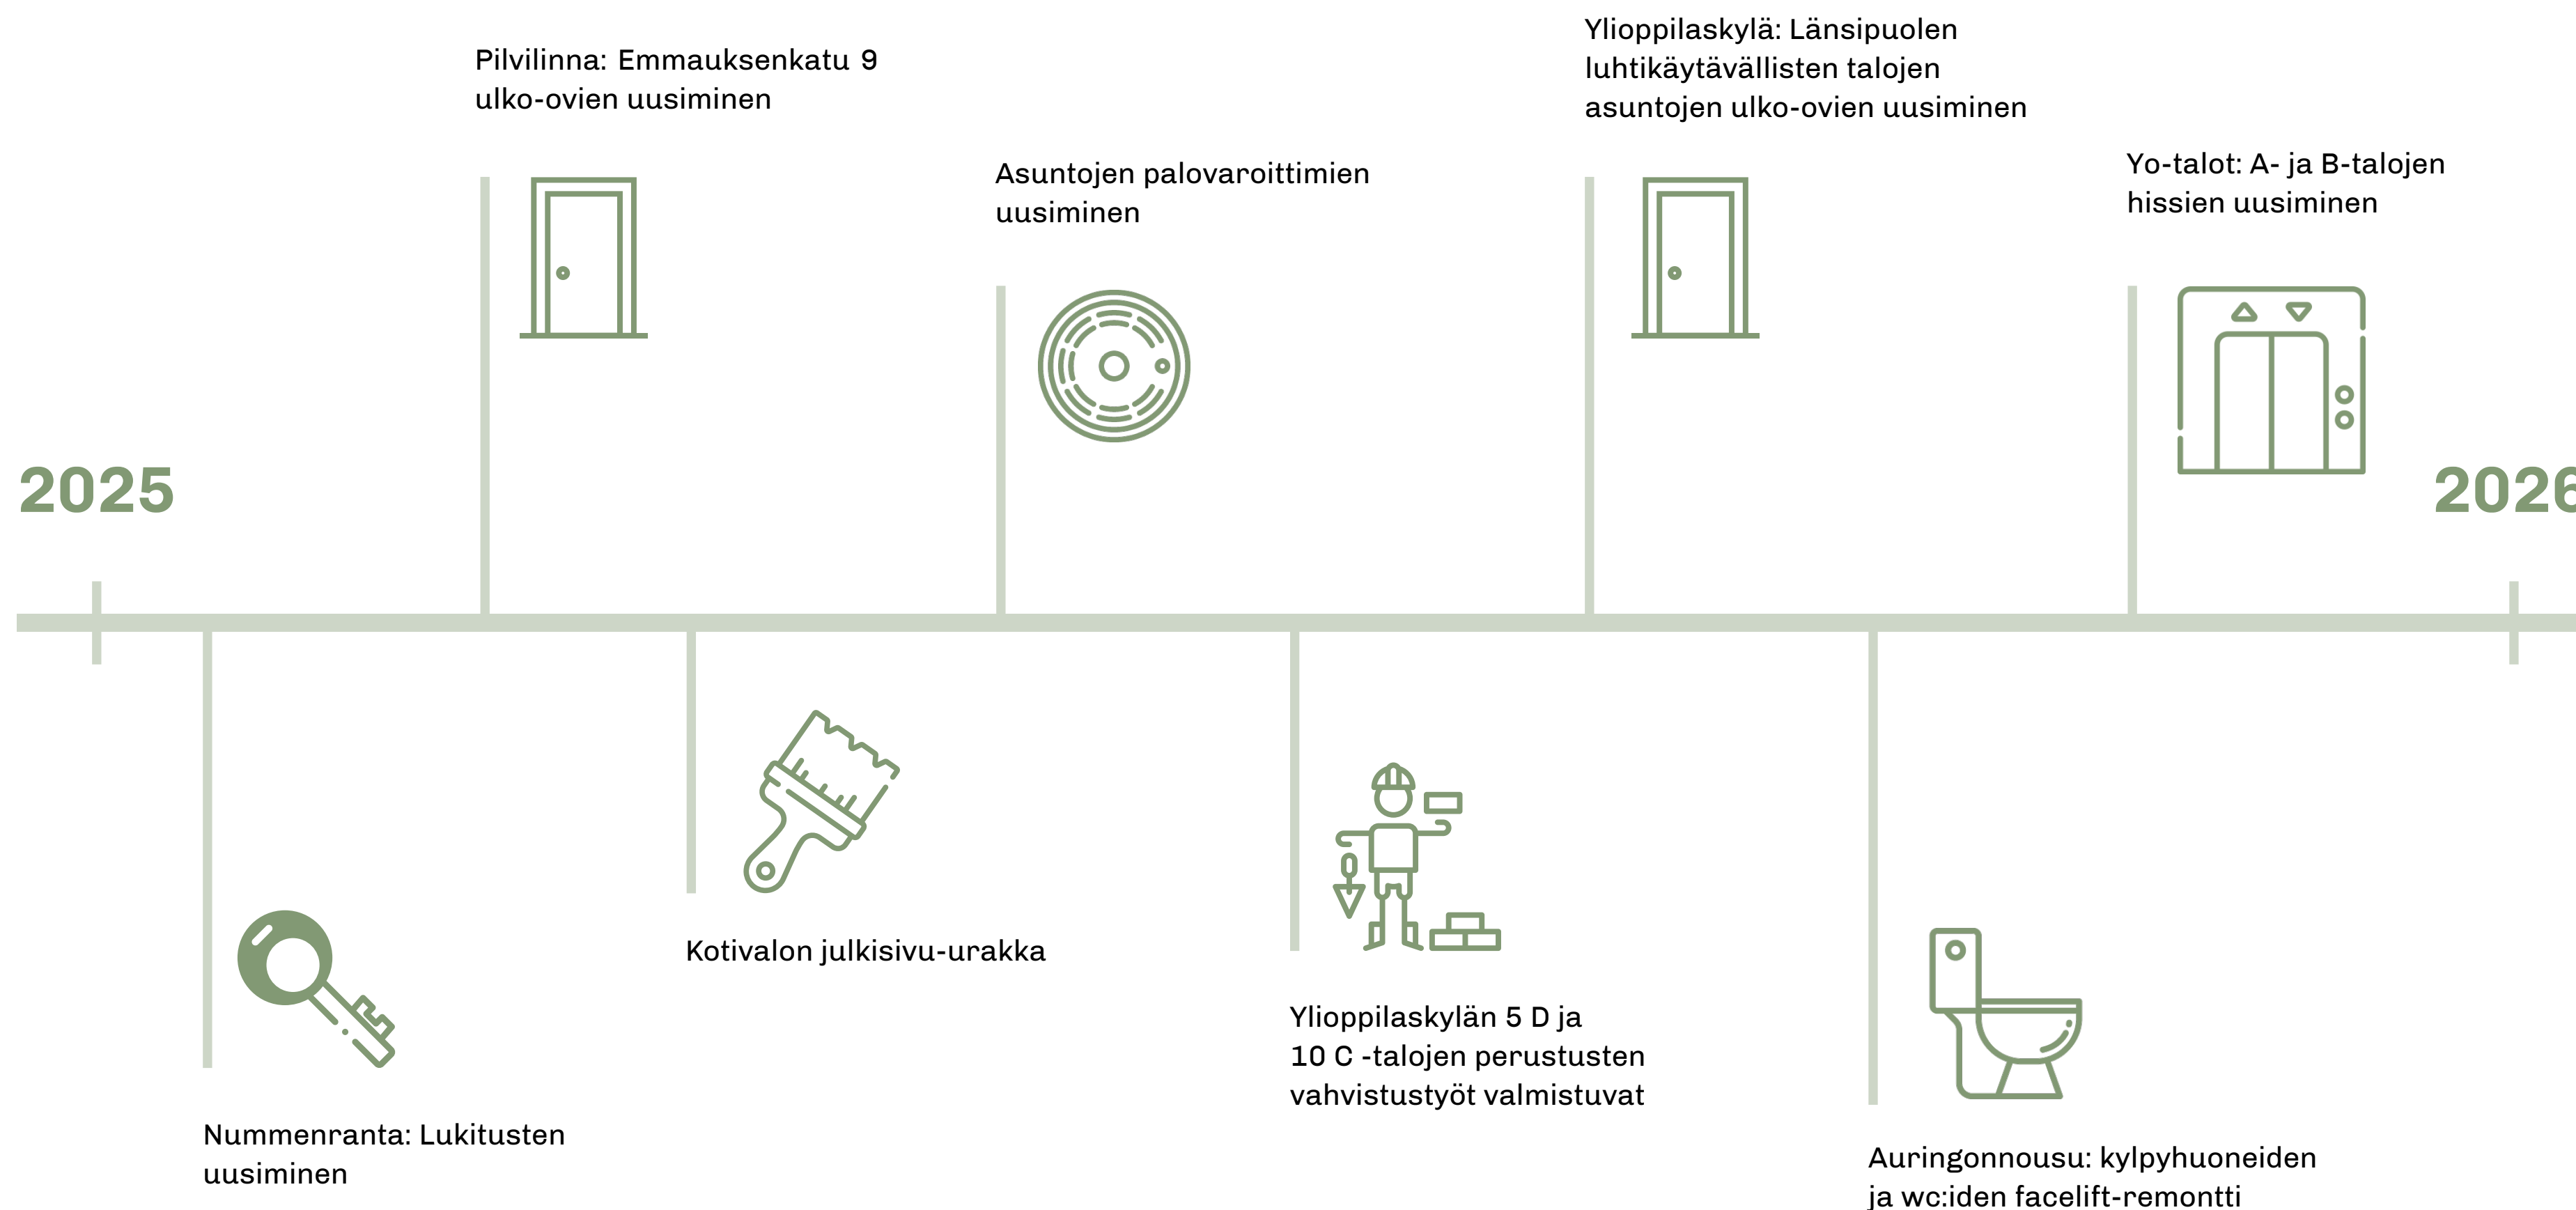 Ylioppilaskylä: Länsipuolen
luhtikäytävällisten talojen
asuntojen ulko-ovien uusiminen
Pilvilinna: Emmauksenkatu 9
ulko-ovien uusiminen
Asuntojen palovaroittimien
uusiminen
Yo-talot: A- ja B-talojen
hissien uusiminen
2025
2026
Kotivalon julkisivu-urakka
Ylioppilaskylän 5 D ja
10 C -talojen perustusten
vahvistustyöt valmistuvat
Nummenranta: Lukitusten
uusiminen
Auringonnousu: kylpyhuoneiden
ja wc:iden facelift-remontti